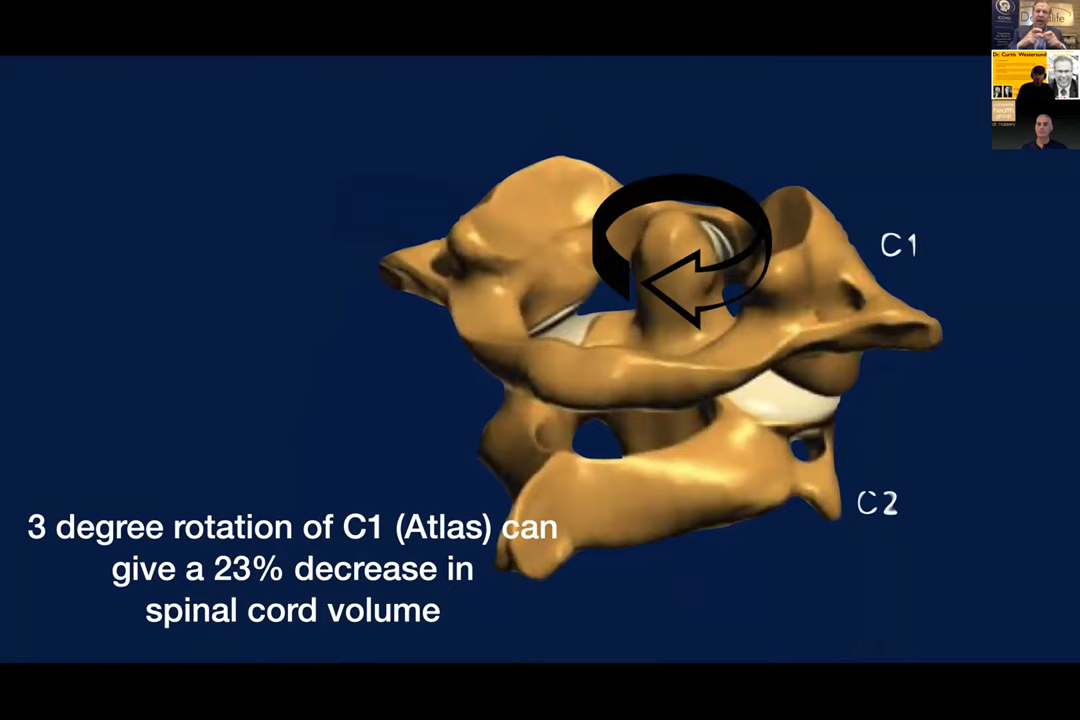 Dr. Curtis Westersund
C1
C2
3 degree rotation of C1 (Atlas) can
give a 23% decrease in
spinal cord volume